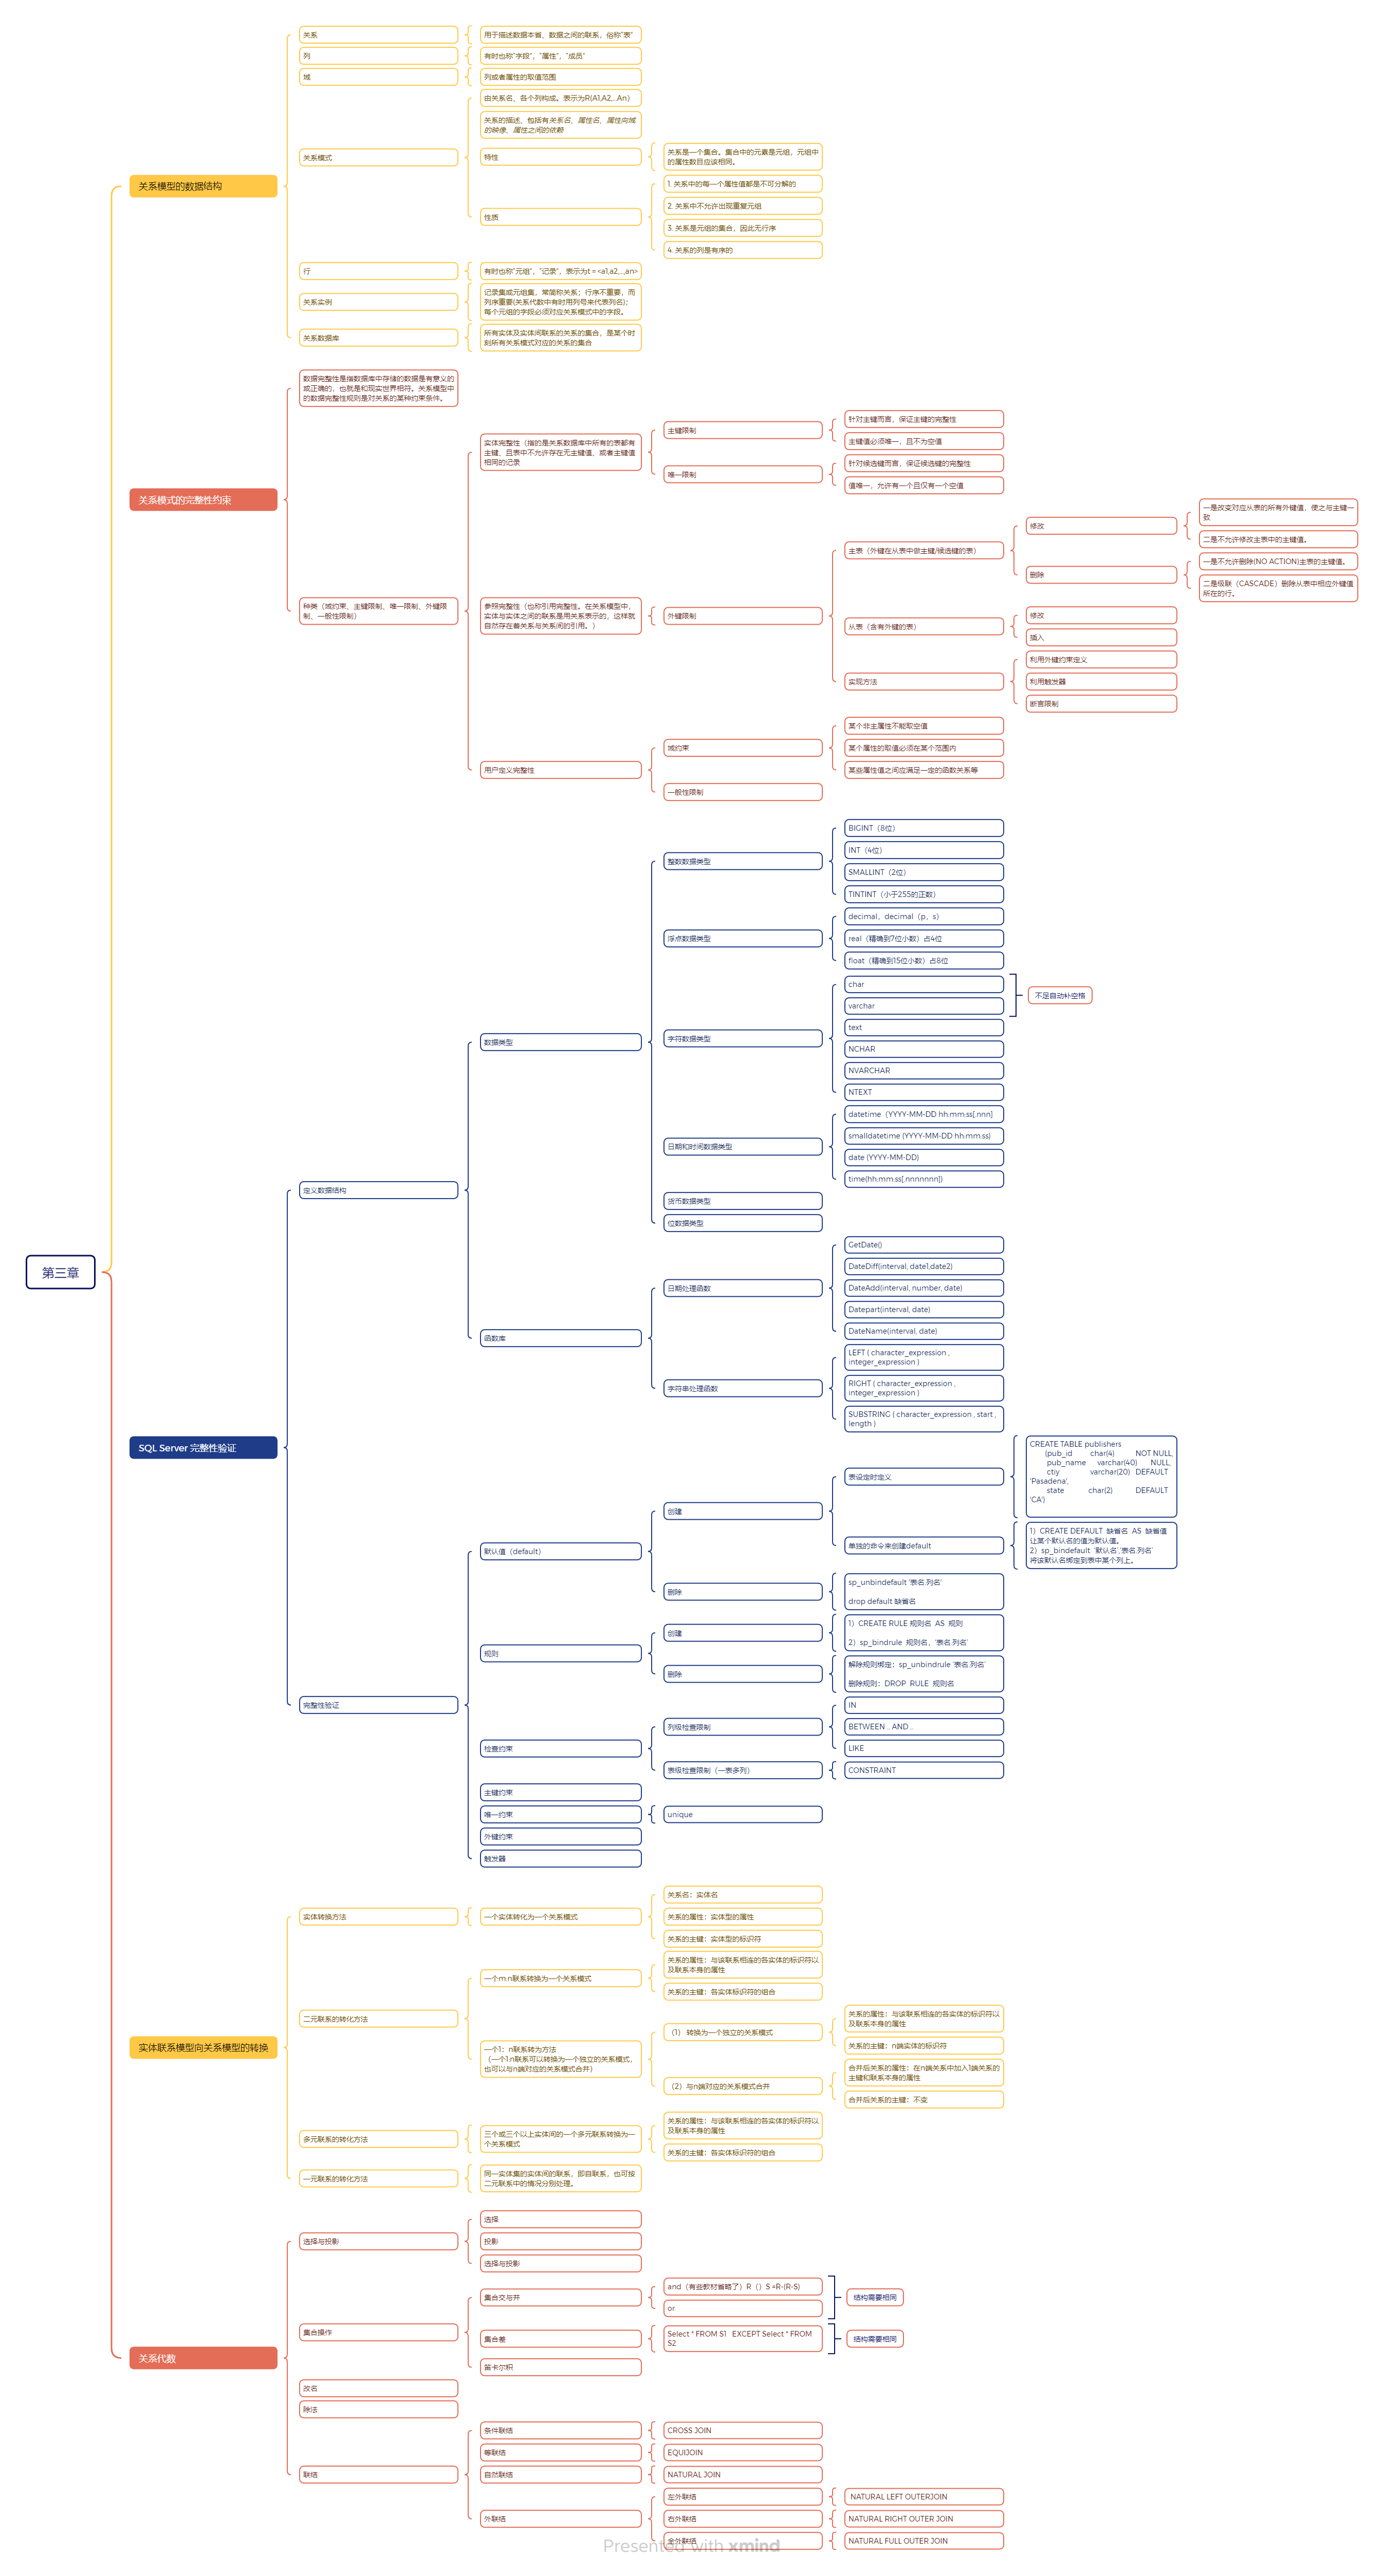 第三章
关系模型的数据结构
关系
用于描述数据本省、数据之间的联系，俗称“表”
列
有时也称“字段”，“属性”，“成员”
域
列或者属性的取值范围
关系模式
由关系名、各个列构成。表示为R(A1,A2,...An）
关系的描述、包括有关系名、属性名、属性向域
的映像、属性之间的依赖
特性
关系是一个集合。集合中的元素是元组，元组中
的属性数目应该相同。
性质
1. 关系中的每一个属性值都是不可分解的
2. 关系中不允许出现重复元组
3. 关系是元组的集合，因此无行序
4. 关系的列是有序的
行
有时也称“元组”，“记录”，表示为t = <a1,a2,...,an>
关系实例
记录集或元组集，常简称关系；行序不重要，而
列序重要(关系代数中有时用列号来代表列名)；
每个元组的字段必须对应关系模式中的字段。
关系数据库
所有实体及实体间联系的关系的集合，是某个时
刻所有关系模式对应的关系的集合
关系模式的完整性约束
数据完整性是指数据库中存储的数据是有意义的
或正确的，也就是和现实世界相符。关系模型中
的数据完整性规则是对关系的某种约束条件。
种类（域约束、主键限制、唯一限制、外键限
制、一般性限制）
实体完整性（指的是关系数据库中所有的表都有
主键、且表中不允许存在无主键值、或者主键值
相同的记录
主键限制
针对主键而言，保证主键的完整性
主键值必须唯一，且不为空值
唯一限制
针对候选键而言，保证候选键的完整性
值唯一，允许有一个且仅有一个空值
参照完整性（也称引用完整性。在关系模型中，
实体与实体之间的联系是用关系表示的，这样就
自然存在着关系与关系间的引用。）
外键限制
主表（外键在从表中做主键/候选键的表）
修改
一是改变对应从表的所有外键值，使之与主键一
致
二是不允许修改主表中的主键值。
删除
一是不允许删除(NO ACTION)主表的主键值。
二是级联（CASCADE）删除从表中相应外键值
所在的行。
从表（含有外键的表）
修改
插入
实现方法
利用外键约束定义
利用触发器
断言限制
用户定义完整性
域约束
某个非主属性不能取空值
某个属性的取值必须在某个范围内
某些属性值之间应满足一定的函数关系等
一般性限制
SQL Server 完整性验证
定义数据结构
数据类型
整数数据类型
BIGINT（8位）
INT（4位）
SMALLINT（2位）
TINTINT（小于255的正数）
浮点数据类型
decimal，decimal（p，s）
real（精确到7位小数）占4位
float（精确到15位小数）占8位
字符数据类型
char
varchar
不足自动补空格
text
NCHAR
NVARCHAR
NTEXT
日期和时间数据类型
datetime（YYYY-MM-DD hh:mm:ss[.nnn]
smalldatetime (YYYY-MM-DD hh:mm:ss)
date (YYYY-MM-DD)
time(hh:mm:ss[.nnnnnnn])
货币数据类型
位数据类型
函数库
日期处理函数
GetDate()
DateDiff(interval, date1,date2)
DateAdd(interval, number, date)
Datepart(interval, date)
DateName(interval, date)
字符串处理函数
LEFT ( character_expression ,
integer_expression )
RIGHT ( character_expression ,
integer_expression )
SUBSTRING ( character_expression , start ,
length )
完整性验证
默认值（default）
创建
表设定时定义
CREATE TABLE publishers
(pub_id char(4) NOT NULL,
pub_name varchar(40) NULL,
ctiy varchar(20) DEFAULT
'Pasadena',
state char(2) DEFAULT
'CA')
单独的命令来创建default
1）CREATE DEFAULT 缺省名 AS 缺省值
让某个默认名的值为默认值。
2）sp_bindefault '默认名','表名.列名'
将该默认名绑定到表中某个列上。
删除
sp_unbindefault '表名.列名'
drop default 缺省名
规则
创建
1）CREATE RULE 规则名 AS 规则
2）sp_bindrule 规则名，'表名.列名'
删除
解除规则绑定：sp_unbindrule '表名.列名'
删除规则：DROP RULE 规则名
检查约束
列级检查限制
IN
BETWEEN .. AND ..
LIKE
表级检查限制（一表多列）
CONSTRAINT
主键约束
唯一约束
unique
外键约束
触发器
实体联系模型向关系模型的转换
实体转换方法
一个实体转化为一个关系模式
关系名：实体名
关系的属性：实体型的属性
关系的主键：实体型的标识符
二元联系的转化方法
一个m:n联系转换为一个关系模式
关系的属性：与该联系相连的各实体的标识符以
及联系本身的属性
关系的主键：各实体标识符的组合
一个1：n联系转为方法
（一个1:n联系可以转换为一个独立的关系模式，
也可以与n端对应的关系模式合并）
（1） 转换为一个独立的关系模式
关系的属性：与该联系相连的各实体的标识符以
及联系本身的属性
关系的主键：n端实体的标识符
（2）与n端对应的关系模式合并
合并后关系的属性：在n端关系中加入1端关系的
主键和联系本身的属性
合并后关系的主键：不变
多元联系的转化方法
三个或三个以上实体间的一个多元联系转换为一
个关系模式
关系的属性：与该联系相连的各实体的标识符以
及联系本身的属性
关系的主键：各实体标识符的组合
一元联系的转化方法
同一实体集的实体间的联系，即自联系，也可按
二元联系中的情况分别处理。
关系代数
选择与投影
选择
投影
选择与投影
集合操作
集合交与并
and（有些教材省略了）R（）S =R-(R-S)
or
结构需要相同
集合差
Select * FROM S1 EXCEPT Select * FROM
S2
结构需要相同
笛卡尔积
改名
除法
联结
条件联结
CROSS JOIN
等联结
EQUIJOIN
自然联结
NATURAL JOIN
外联结
左外联结
NATURAL LEFT OUTERJOIN
右外联结
NATURAL RIGHT OUTER JOIN
全外联结
NATURAL FULL OUTER JOIN
Presented with xmind